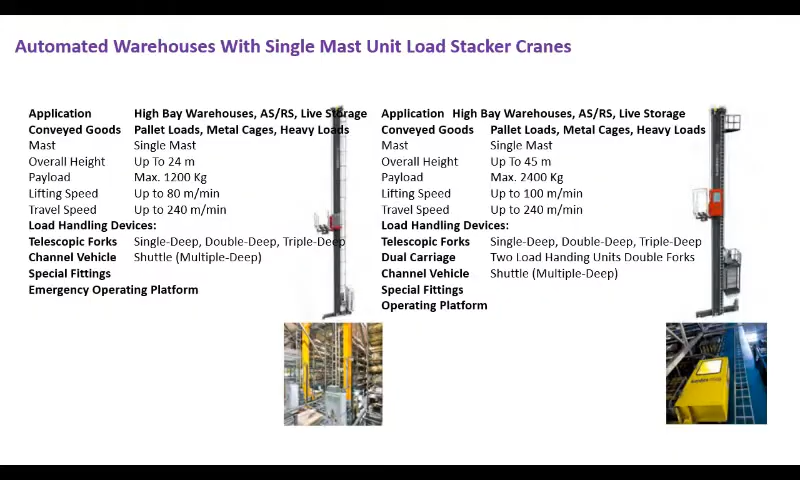 Automated Warehouses With Single Mast Unit Load Stacker Cranes
Application High Bay Warehouses, AS/RS, Live Storage
Conveyed Goods Pallet Loads, Metal Cages, Heavy Loads
Mast Single Mast
Overall Height Up To 24 m
Payload Max. 1200 Kg
Lifting Speed Up to 80 m/min
Travel Speed Up to 240 m/min
Load Handling Devices:
Telescopic Forks Single-Deep, Double-Deep, Triple-Deep
Channel Vehicle Shuttle (Multiple-Deep)
Special Fittings
Emergency Operating Platform
Application High Bay Warehouses, AS/RS, Live Storage
Conveyed Goods Pallet Loads, Metal Cages, Heavy Loads
Mast Single Mast
Overall Height Up To 45 m
Payload Max. 2400 Kg
Lifting Speed Up to 100 m/min
Travel Speed Up to 240 m/min
Load Handling Devices:
Telescopic Forks Single-Deep, Double-Deep, Triple-Deep
Dual Carriage Two Load Handing Units Double Forks
Channel Vehicle Shuttle (Multiple-Deep)
Special Fittings
Operating Platform